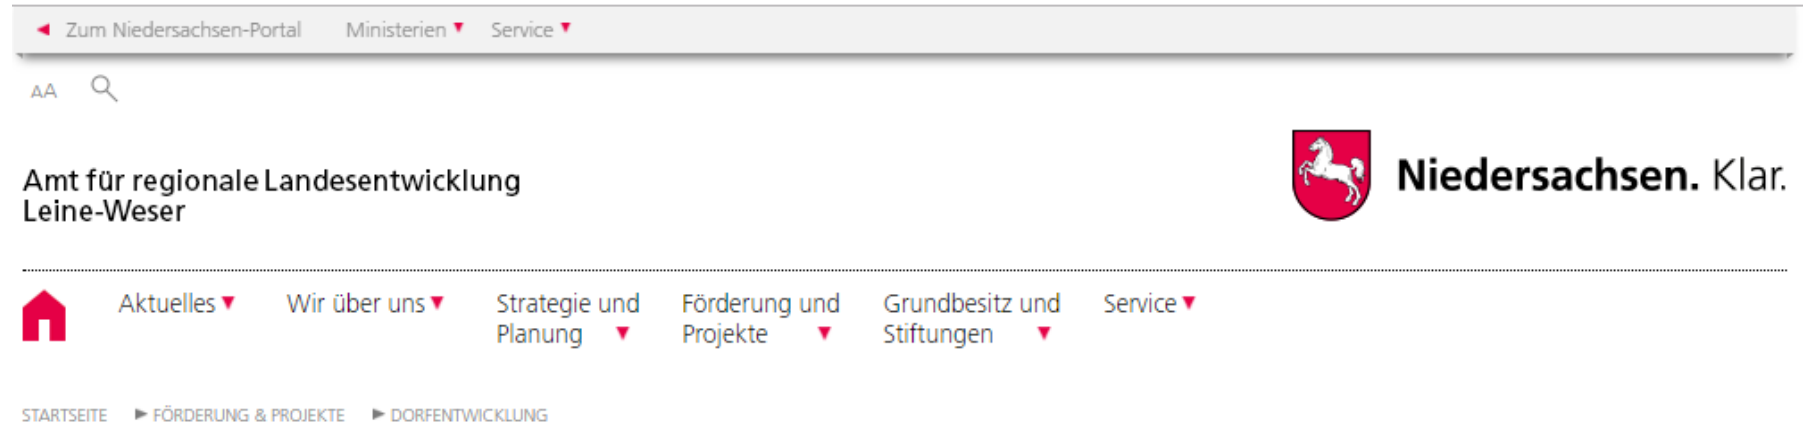 Zum Niedersachsen-Portal Ministerien Service
AA
Amt für regionale Landesentwicklung
Leine-Weser
Niedersachsen. Klar.
Aktuelles Wir über uns Strategie und Förderung und Grundbesitz und Service
Planung Projekte Stiftungen
STARTSEITE FÖRDERUNG & PROJEKTE DORFENTWICKLUNG